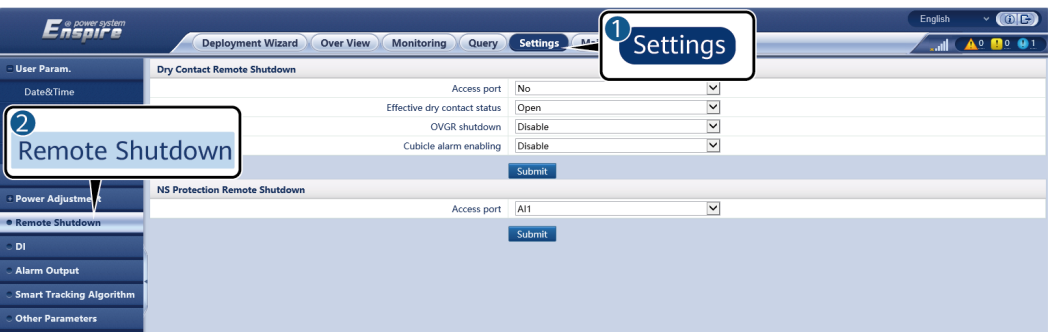 @ power system
Enspire
English
Deployment Wizard Over View Monitoring Query Settings
1
Settings
0 0 1
User Param. Dry Contact Remote Shutdown
Date&Time Access port No
Effective dry contact status Open
2
Remote Shutdown
OVGR shutdown Disable
Cubicle alarm enabling Disable
Submit
Power Adjustment NS Protection Remote Shutdown
Access port AI1
Remote Shutdown
Submit
DI
Alarm Output
Smart Tracking Algorithm
Other Parameters